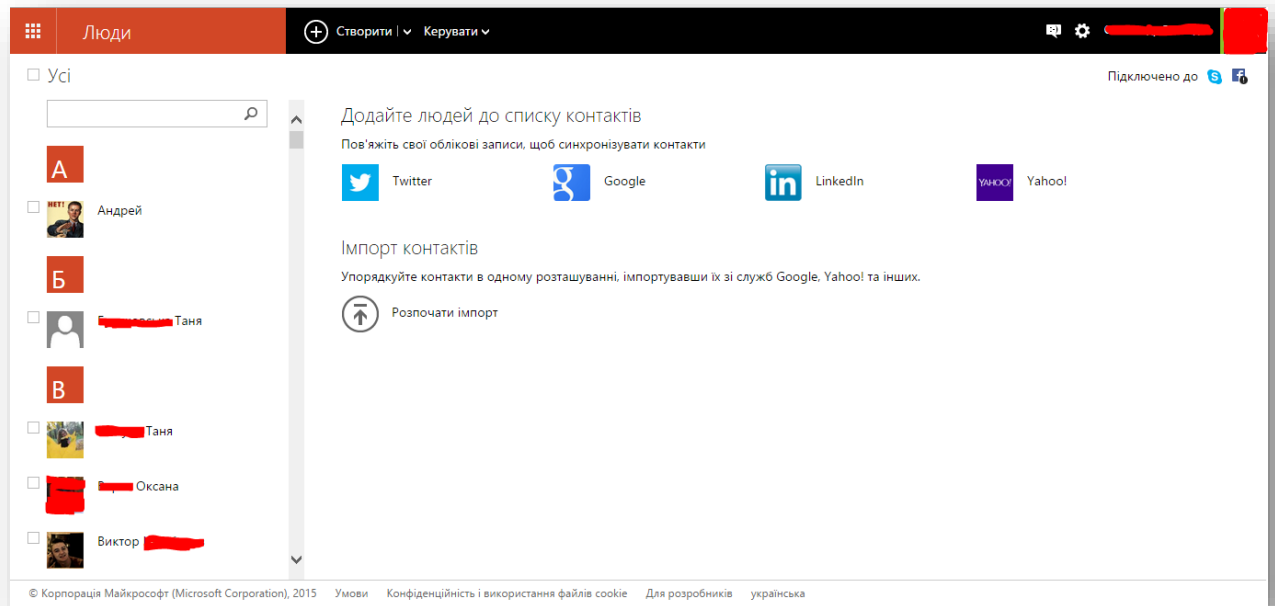 Люди
Створити
Керувати
Усі
Підключено до
Додайте людей до списку контактів
Пов'яжіть свої облікові записи, щоб синхронізувати контакти
Twitter
Google
LinkedIn
YAHOO!
Yahoo!
Імпорт контактів
Упорядкуйте контакти в одному розташуванні, імпортувавши їх зі служб Google, Yahoo! та інших.
Розпочати імпорт
А
НЕТ!
Андрей
Б
Таня
В
Таня
Оксана
Виктор
© Корпорація Майкрософт (Microsoft Corporation), 2015 Умови Конфіденційність і використання файлів cookie Для розробників українська